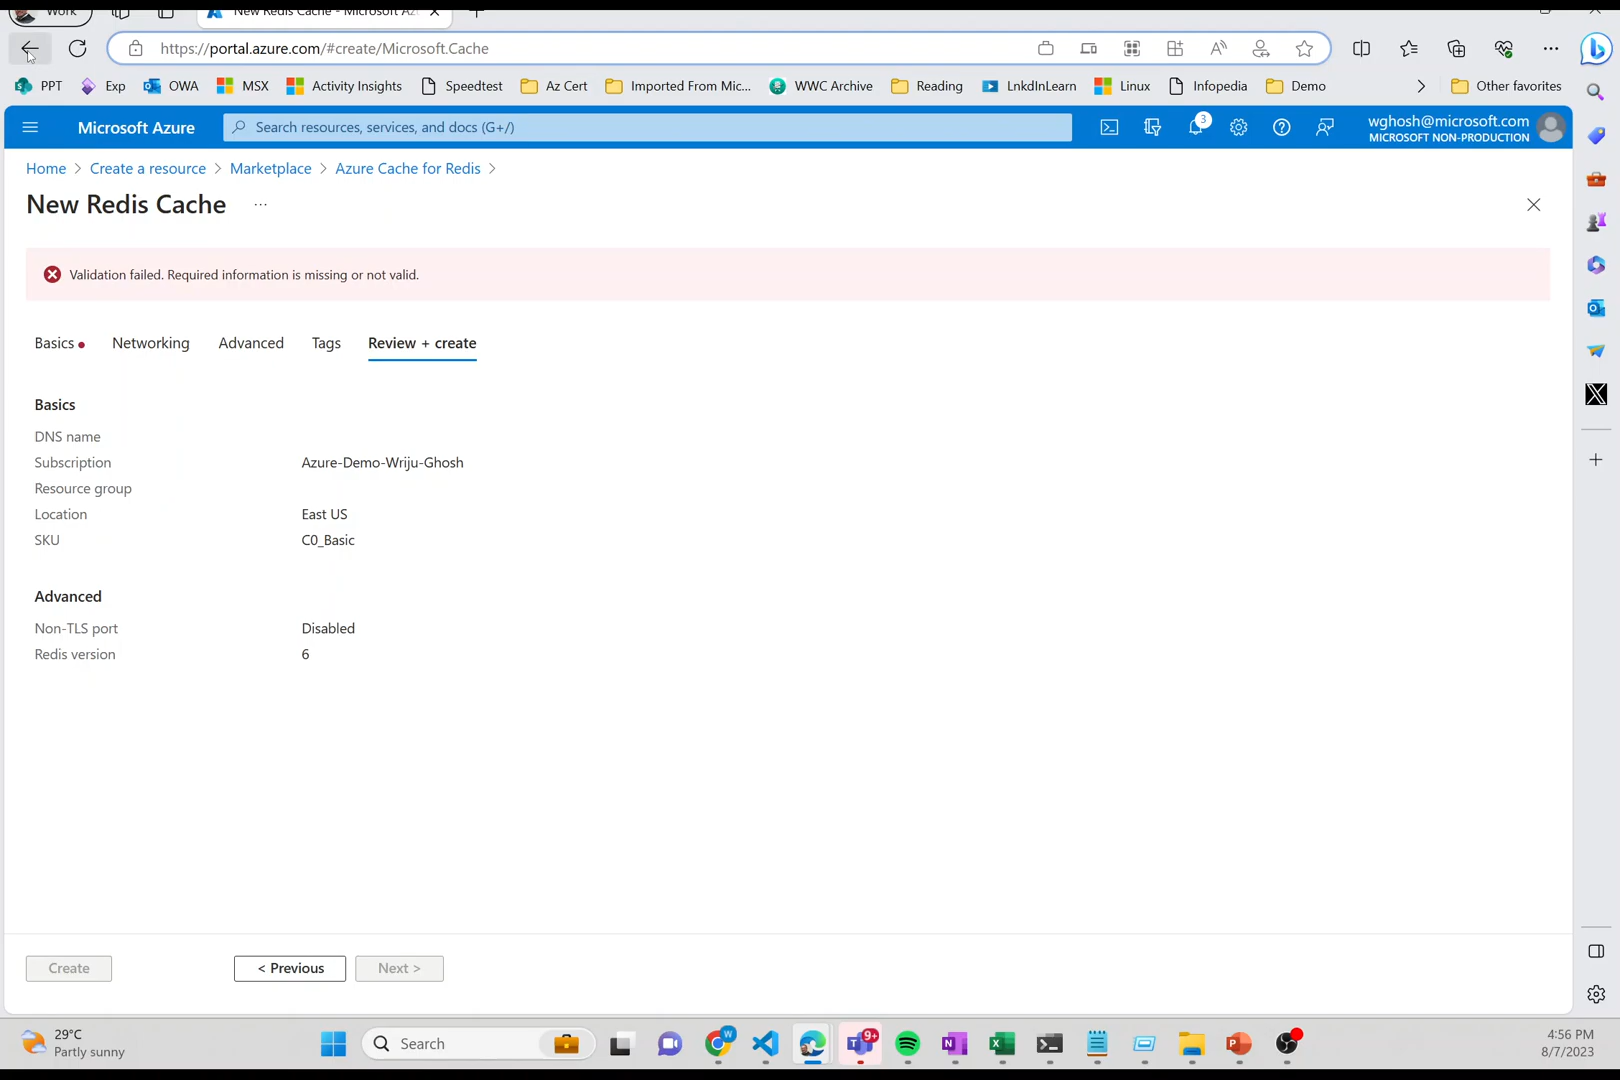 Work
New Redis Cache - Microsoft Az
https://portal.azure.com/#create/Microsoft.Cache
PPT Exp OWA MSX Activity Insights Speedtest Az Cert Imported From Mic... WWC Archive Reading LnkdInLearn Linux Infopedia Demo Other favorites
Microsoft Azure
Search resources, services, and docs (G+/)
3
wghosh@microsoft.com
MICROSOFT NON-PRODUCTION
Home > Create a resource > Marketplace > Azure Cache for Redis >
New Redis Cache ...
Validation failed. Required information is missing or not valid.
Basics Networking Advanced Tags Review + create
Basics
DNS name
Subscription Azure-Demo-Wriju-Ghosh
Resource group
Location East US
SKU C0_Basic
Advanced
Non-TLS port Disabled
Redis version 6
Create < Previous Next >
29°C
Partly sunny
Search
W
9+
4:56 PM
8/7/2023